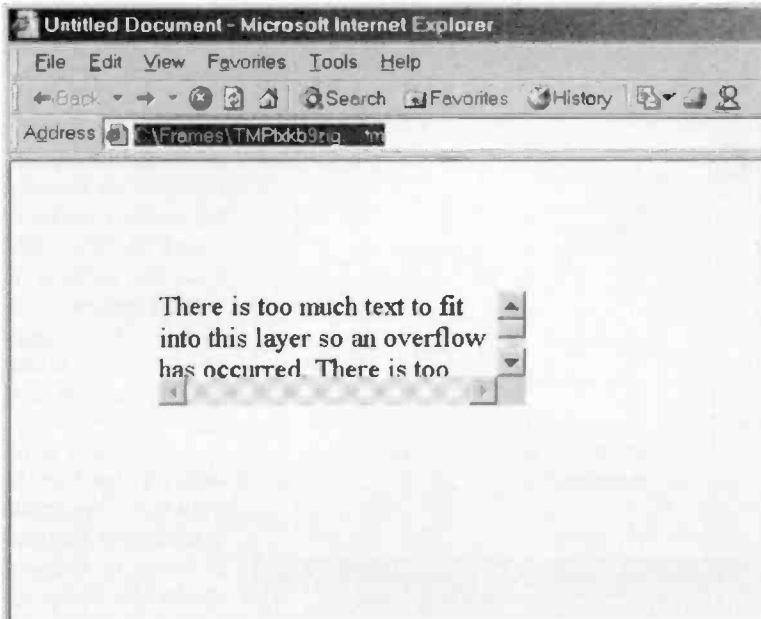 Untitled Document - Microsoft Internet Explorer
File Edit View Favorites Tools Help
Back Search Favorites History
Address
There is too much text to fit
into this layer so an overflow
has occurred. There is too